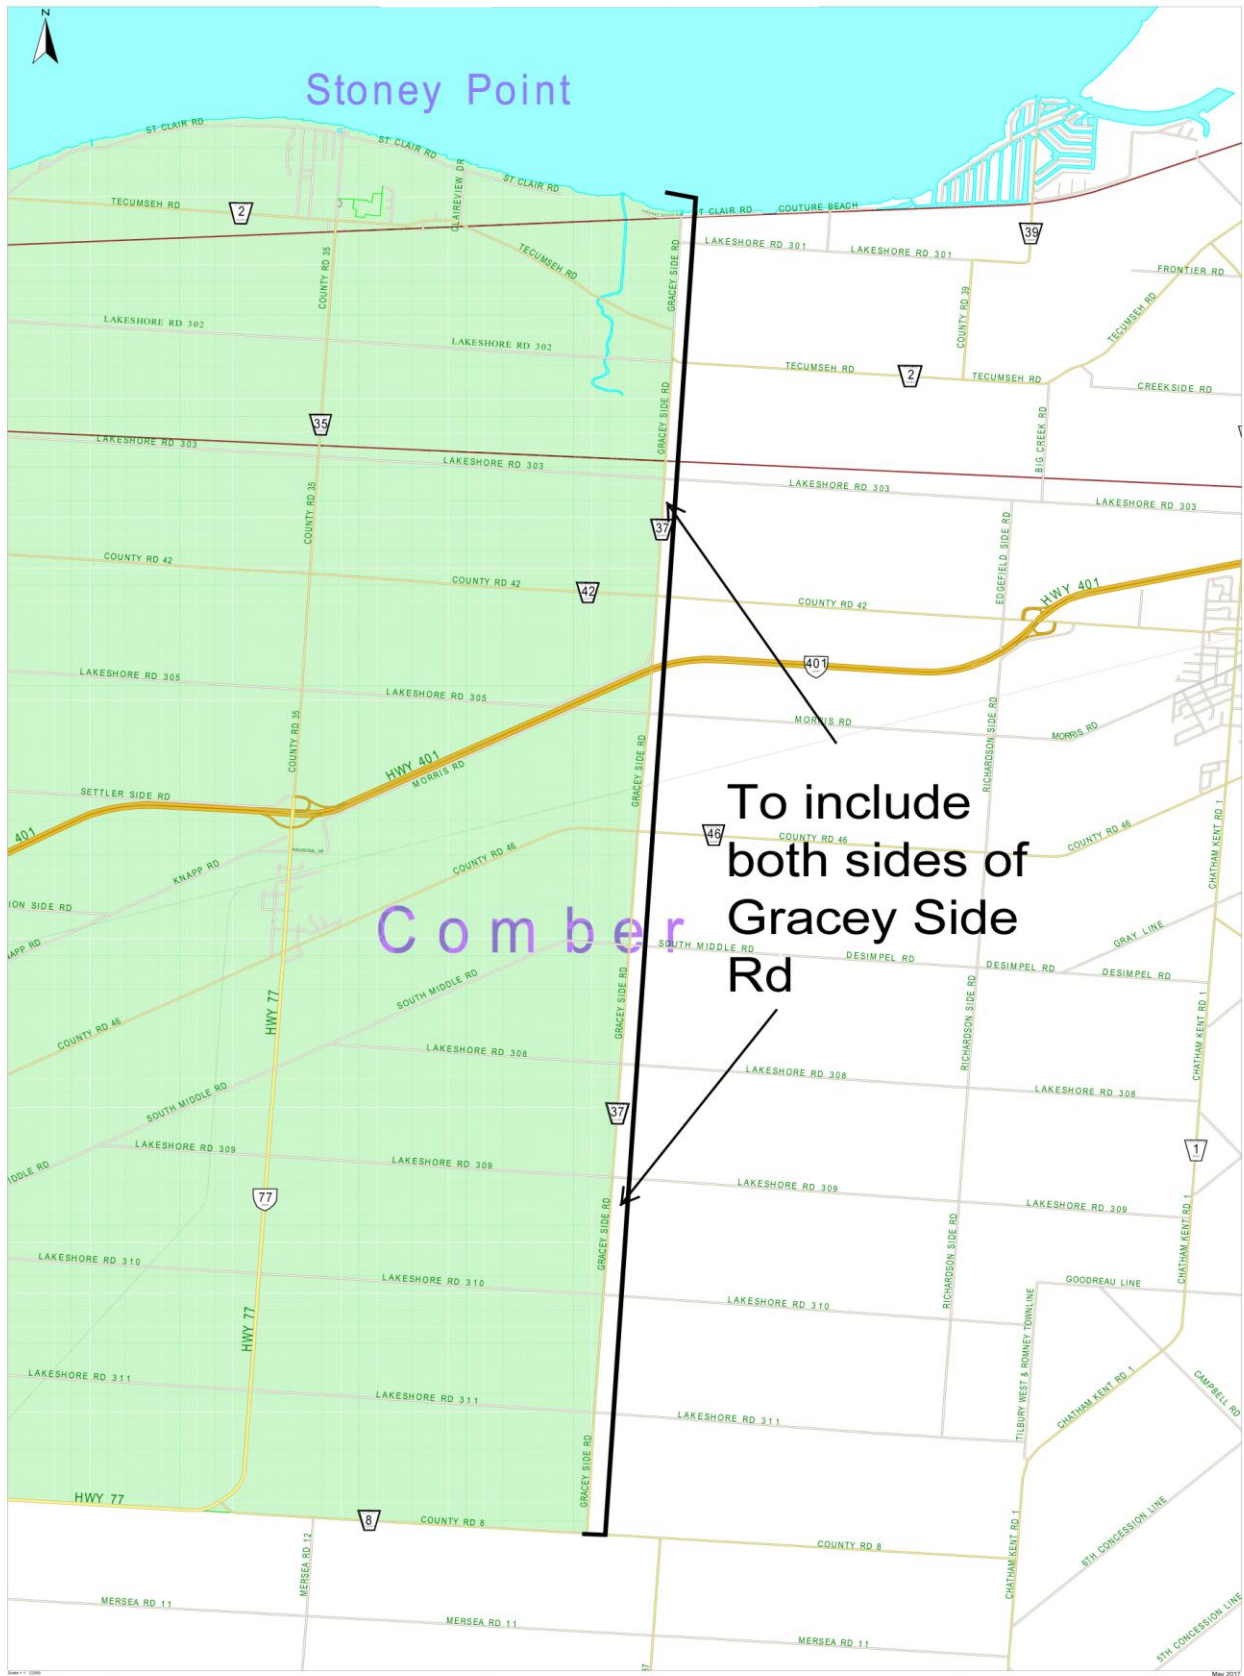 N
Stoney Point
ST CLAIR RD
ST CLAIR RD
ST CLAIR RD
CLAIREVIEW DR
TECUMSEH RD
2
ST CLAIR RD
COUTURE BEACH
39
LAKESHORE RD 301
LAKESHORE RD 301
TECUMSEH RD
COUNTY RD 35
GRACEY SIDE RD
FRONTIER RD
COUNTY RD 39
TECUMSEH RD
LAKESHORE RD 302
LAKESHORE RD 302
TECUMSEH RD
2
TECUMSEH RD
CREEKSIDE RD
GRACEY SIDE RD
35
BIG CREEK RD
LAKESHORE RD 303
LAKESHORE RD 303
LAKESHORE RD 303
LAKESHORE RD 303
COUNTY RD 35
37
EDGEFIELD SIDE RD
COUNTY RD 42
COUNTY RD 42
42
COUNTY RD 42
HWY 401
401
LAKESHORE RD 305
LAKESHORE RD 305
MORRIS RD
MORRIS RD
COUNTY RD 35
RICHARDSON SIDE RD
HWY 401
MORRIS RD
GRACEY SIDE RD
SETTLER SIDE RD
401
To include
both sides of
Gracey Side
Rd
46
COUNTY RD 46
COUNTY RD 46
CHATHAM KENT RD 1
INDUSTRIAL DR
KNAPP RD
COUNTY RD 46
ION SIDE RD
NAPP RD
Comber
SOUTH MIDDLE RD
DESIMPEL RD
DESIMPEL RD
DESIMPEL RD
GRAY LINE
SOUTH MIDDLE RD
HWY 77
GRACEY SIDE RD
RICHARDSON SIDE RD
CHATHAM KENT RD 1
COUNTY RD 46
LAKESHORE RD 308
LAKESHORE RD 308
LAKESHORE RD 308
SOUTH MIDDLE RD
37
LAKESHORE RD 309
LAKESHORE RD 309
LAKESHORE RD 309
LAKESHORE RD 309
1
IDDLE RD
77
GRACEY SIDE RD
RICHARDSON SIDE RD
CHATHAM KENT RD 1
LAKESHORE RD 310
LAKESHORE RD 310
LAKESHORE RD 310
GOODREAU LINE
HWY 77
TILBURY WEST & ROMNEY TOWNLINE
LAKESHORE RD 311
LAKESHORE RD 311
LAKESHORE RD 311
CHATHAM KENT RD 1
CAMPBELL RD
GRACEY SIDE RD
HWY 77
8
COUNTY RD 8
COUNTY RD 8
MERSEA RD 12
CHATHAM KENT RD 1
6TH CONCESSION LINE
MERSEA RD 11
MERSEA RD 11
MERSEA RD 11
5TH CONCESSION LINE
May 2017